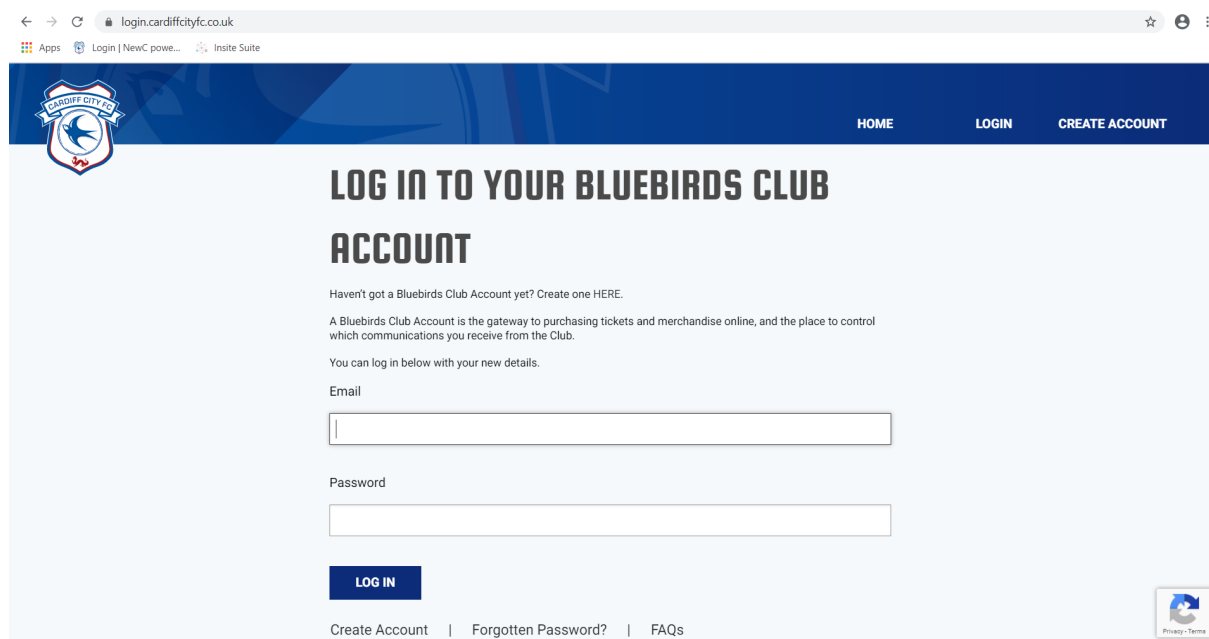 login.cardiffcityfc.co.uk
Apps Login | NewC powe... Insite Suite
CARDIFF CITY FC
HOME LOGIN CREATE ACCOUNT
LOG IN TO YOUR BLUEBIRDS CLUB
ACCOUNT
Haven't got a Bluebirds Club Account yet? Create one HERE.
A Bluebirds Club Account is the gateway to purchasing tickets and merchandise online, and the place to control
which communications you receive from the Club.
You can log in below with your new details.
Email
Password
LOG IN
Create Account | Forgotten Password? | FAQs
Privacy - Terms